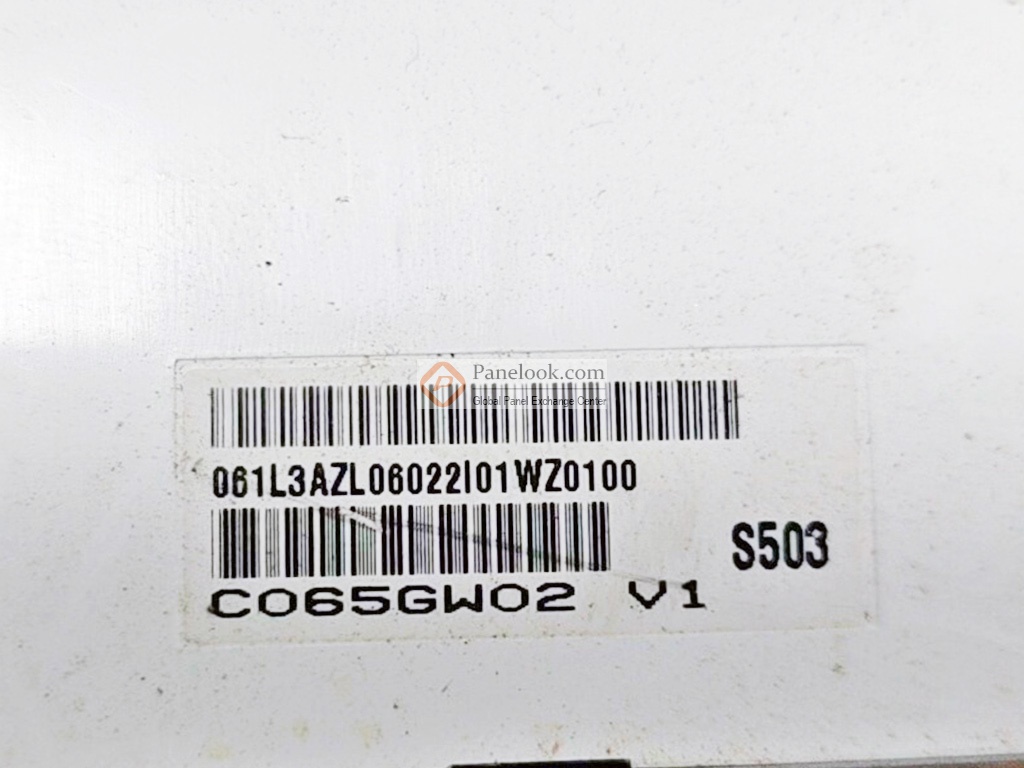 Panelook.com
Global Panel Exchange Center
061L3AZL06022I01WZ0100
S503
C065GW02 V1